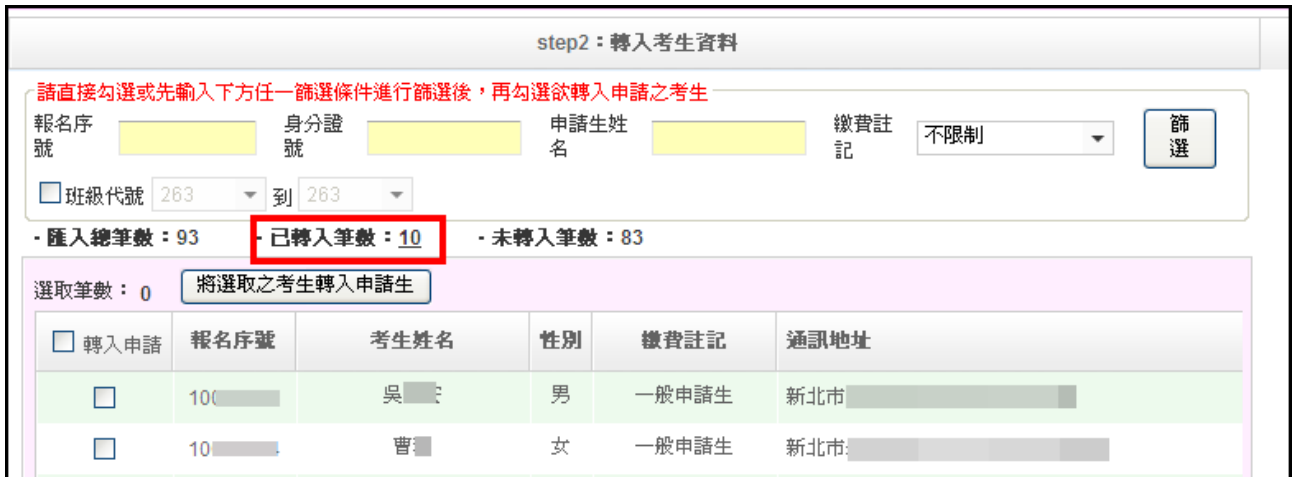 step2：轉入考生資料
請直接勾選或先輸入下方任一篩選條件進行篩選後，再勾選欲轉入申請之考生
報名序號 身分證號 申請生姓名 繳費註記 不限制 篩選
班級代號 263 到 263
- 匯入總筆數：93 - 已轉入筆數：10 - 未轉入筆數：83
選取筆數： 0 將選取之考生轉入申請生
轉入申請 報名序號 考生姓名 性別 繳費註記 通訊地址
10 吳 男 一般申請生 新北市
10 曹 女 一般申請生 新北市